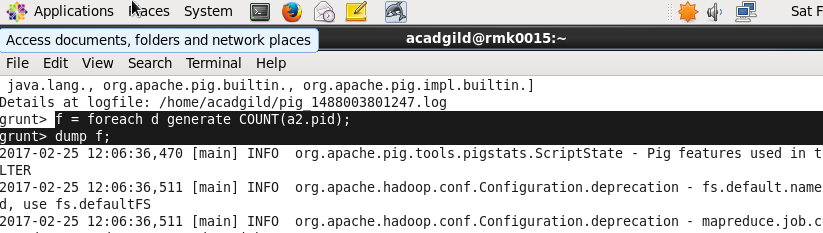 Applications Places System Sat F
Access documents, folders and network places
acadgild@rmk0015:~
File Edit View Search Terminal Help
java.lang., org.apache.pig.builtin., org.apache.pig.impl.builtin.]
Details at logfile: /home/acadgild/pig_1488003801247.log
grunt> f = foreach d generate COUNT(a2.pid);
grunt> dump f;
2017-02-25 12:06:36,470 [main] INFO org.apache.pig.tools.pigstats.ScriptState - Pig features used in t
LTER
2017-02-25 12:06:36,511 [main] INFO org.apache.hadoop.conf.Configuration.deprecation - fs.default.name
d, use fs.defaultFS
2017-02-25 12:06:36,511 [main] INFO org.apache.hadoop.conf.Configuration.deprecation - mapreduce.job.c